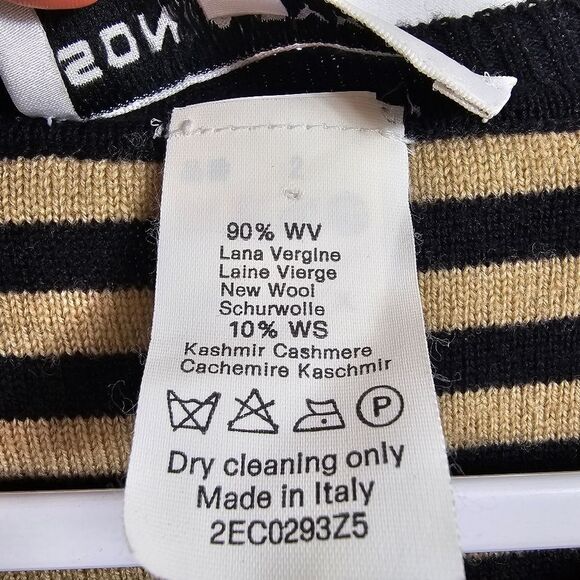 90% WV
Lana Vergine
Laine Vierge
New Wool
Schurwolle
10% WS
Kashmir Cashmere
Cachemire Kaschmir
P
Dry cleaning only
Made in Italy
2EC0293Z5